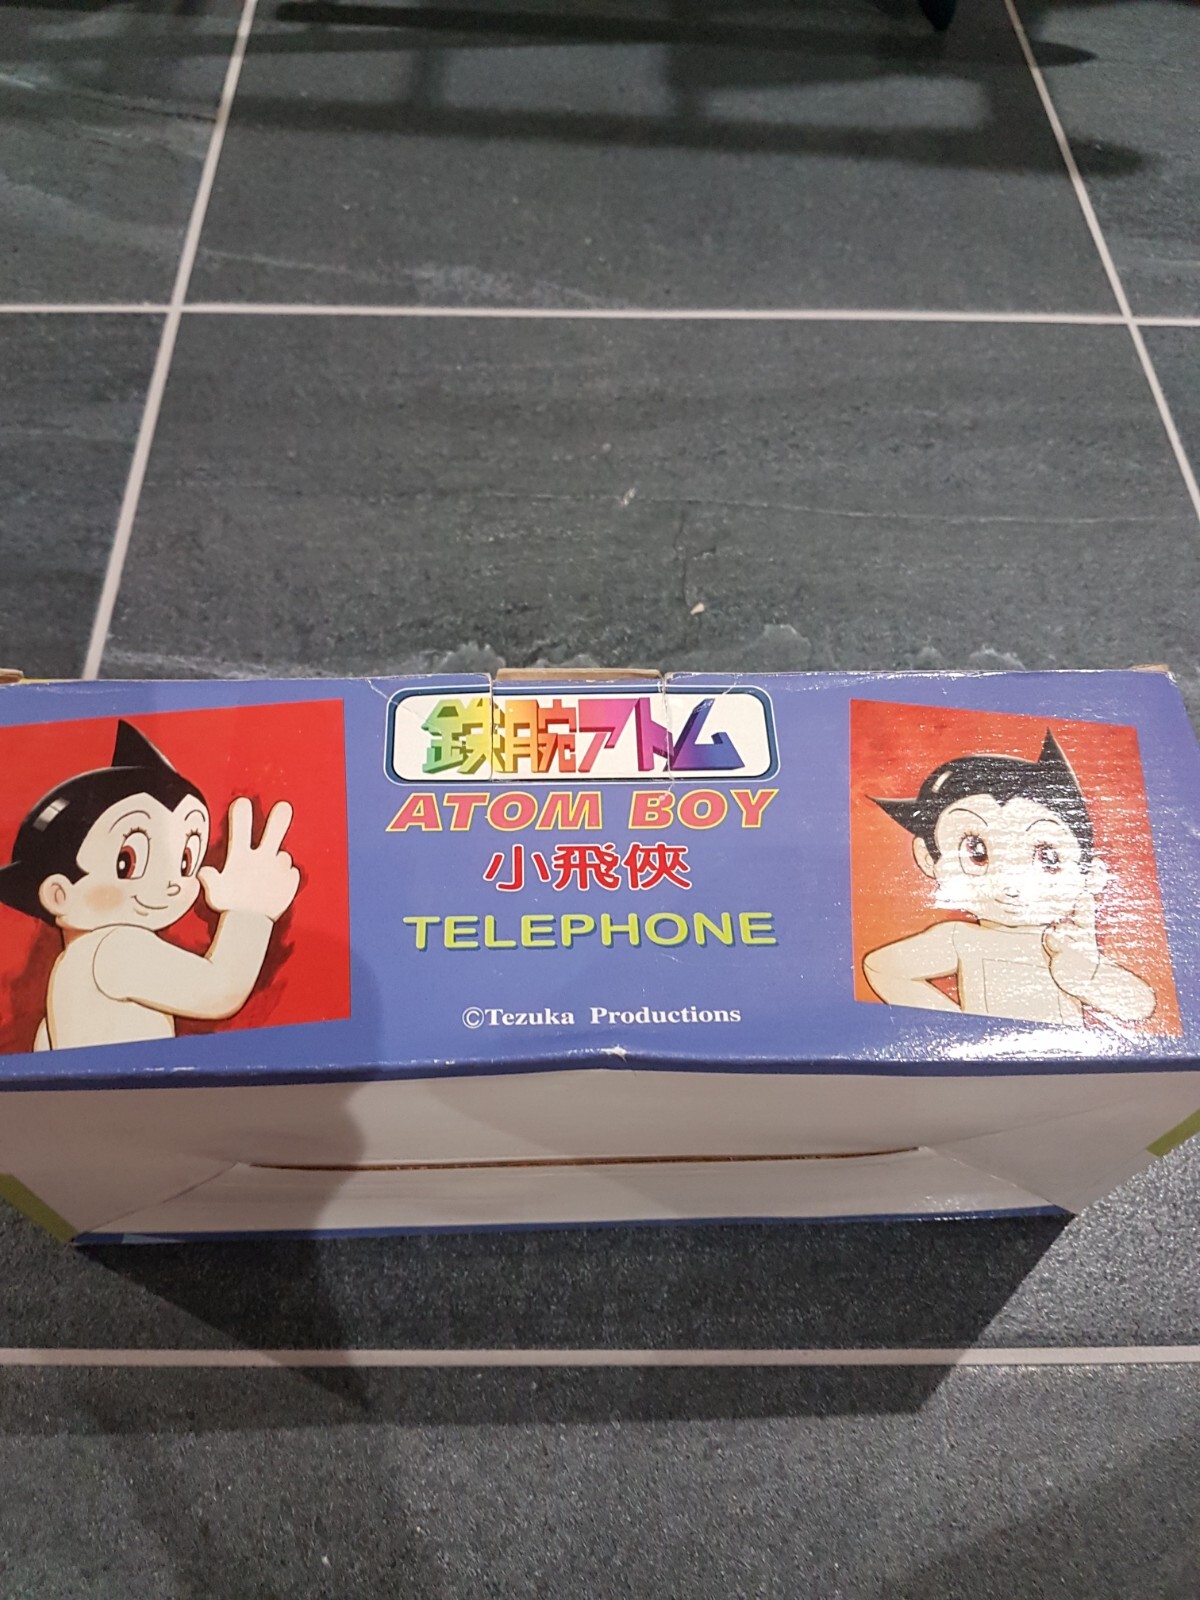 鉄腕アトム
ATOM BOY
小飛俠
TELEPHONE
©Tezuka Productions